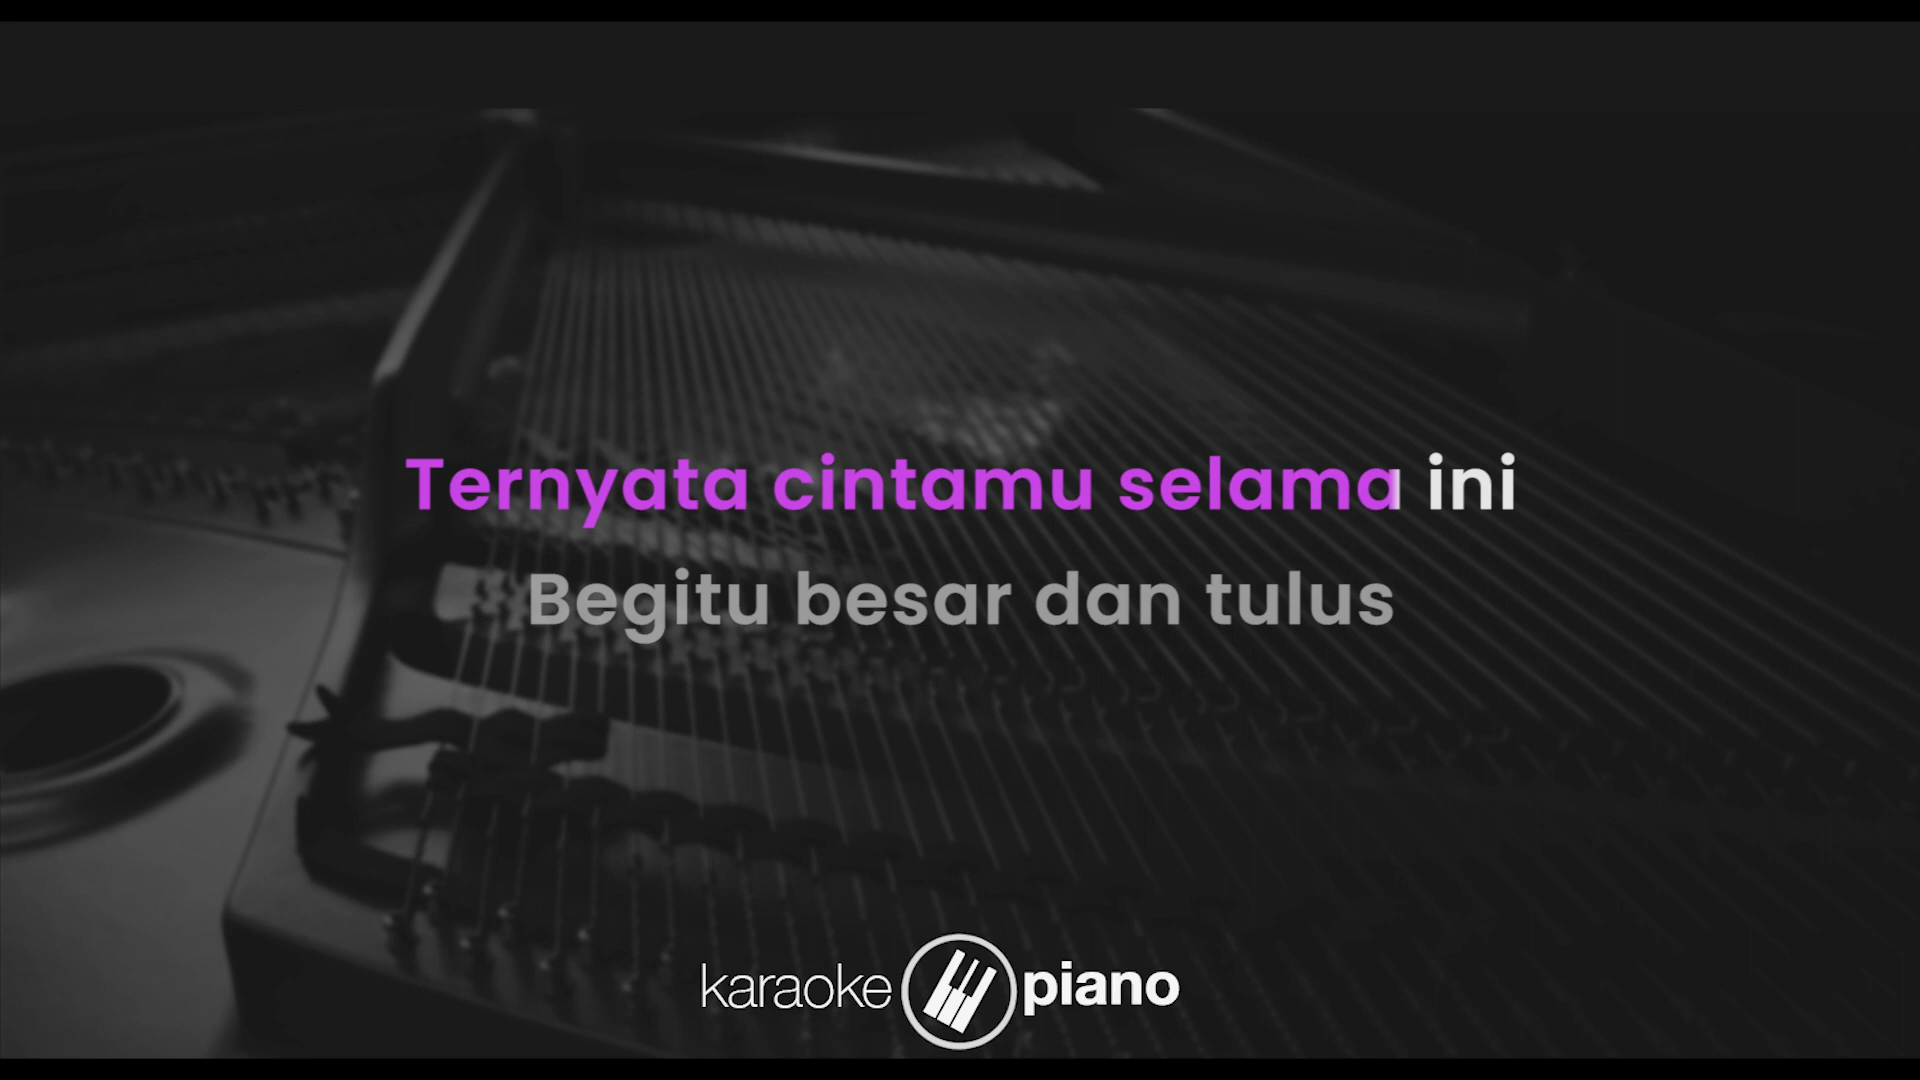 Ternyata cintamu selama ini
Begitu besar dan tulus
karaoke piano